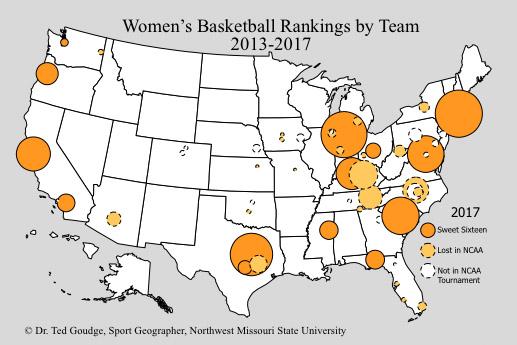 Women's Basketball Rankings by Team
2013-2017
2017
Sweet Sixteen
Lost in NCAA
Not in NCAA
Tournament
© Dr. Ted Goudge, Sport Geographer, Northwest Missouri State University